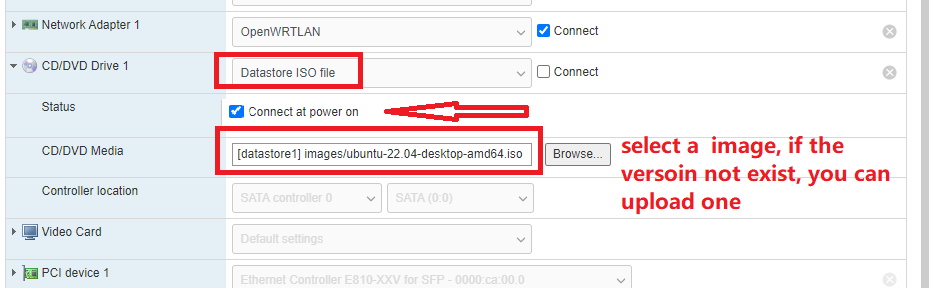 Network Adapter 1
OpenWRTLAN
Connect
CD/DVD Drive 1
Datastore ISO file
Connect
Status
Connect at power on
CD/DVD Media
[datastore1] images/ubuntu-22.04-desktop-amd64.iso
Browse...
select a image, if the
versoin not exist, you can
upload one
Controller location
SATA controller 0
SATA (0:0)
Video Card
Default settings
PCI device 1
Ethernet Controller E810-XXV for SFP - 0000:ca:00.0